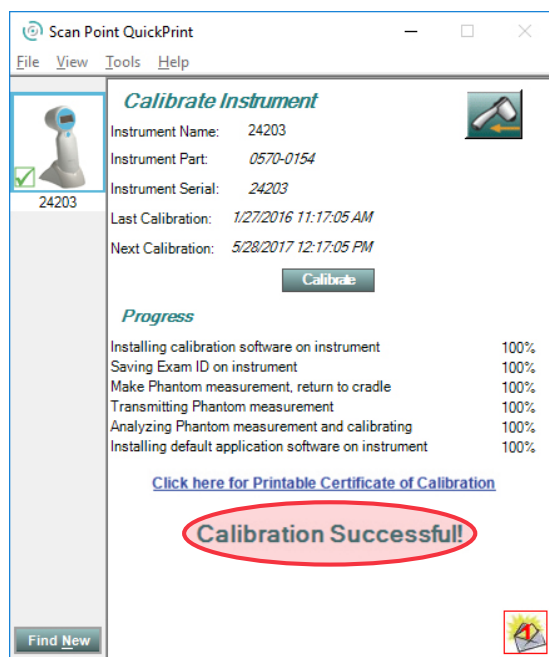 Scan Point QuickPrint
File View Tools Help
24203
Calibrate Instrument
Instrument Name: 24203
Instrument Part: 0570-0154
Instrument Serial: 24203
Last Calibration: 1/27/2016 11:17:05 AM
Next Calibration: 5/28/2017 12:17:05 PM
Calibrate
Progress
Installing calibration software on instrument 100%
Saving Exam ID on instrument 100%
Make Phantom measurement, return to cradle 100%
Transmitting Phantom measurement 100%
Analyzing Phantom measurement and calibrating 100%
Installing default application software on instrument 100%
Click here for Printable Certificate of Calibration
Calibration Successful!
Find New
1